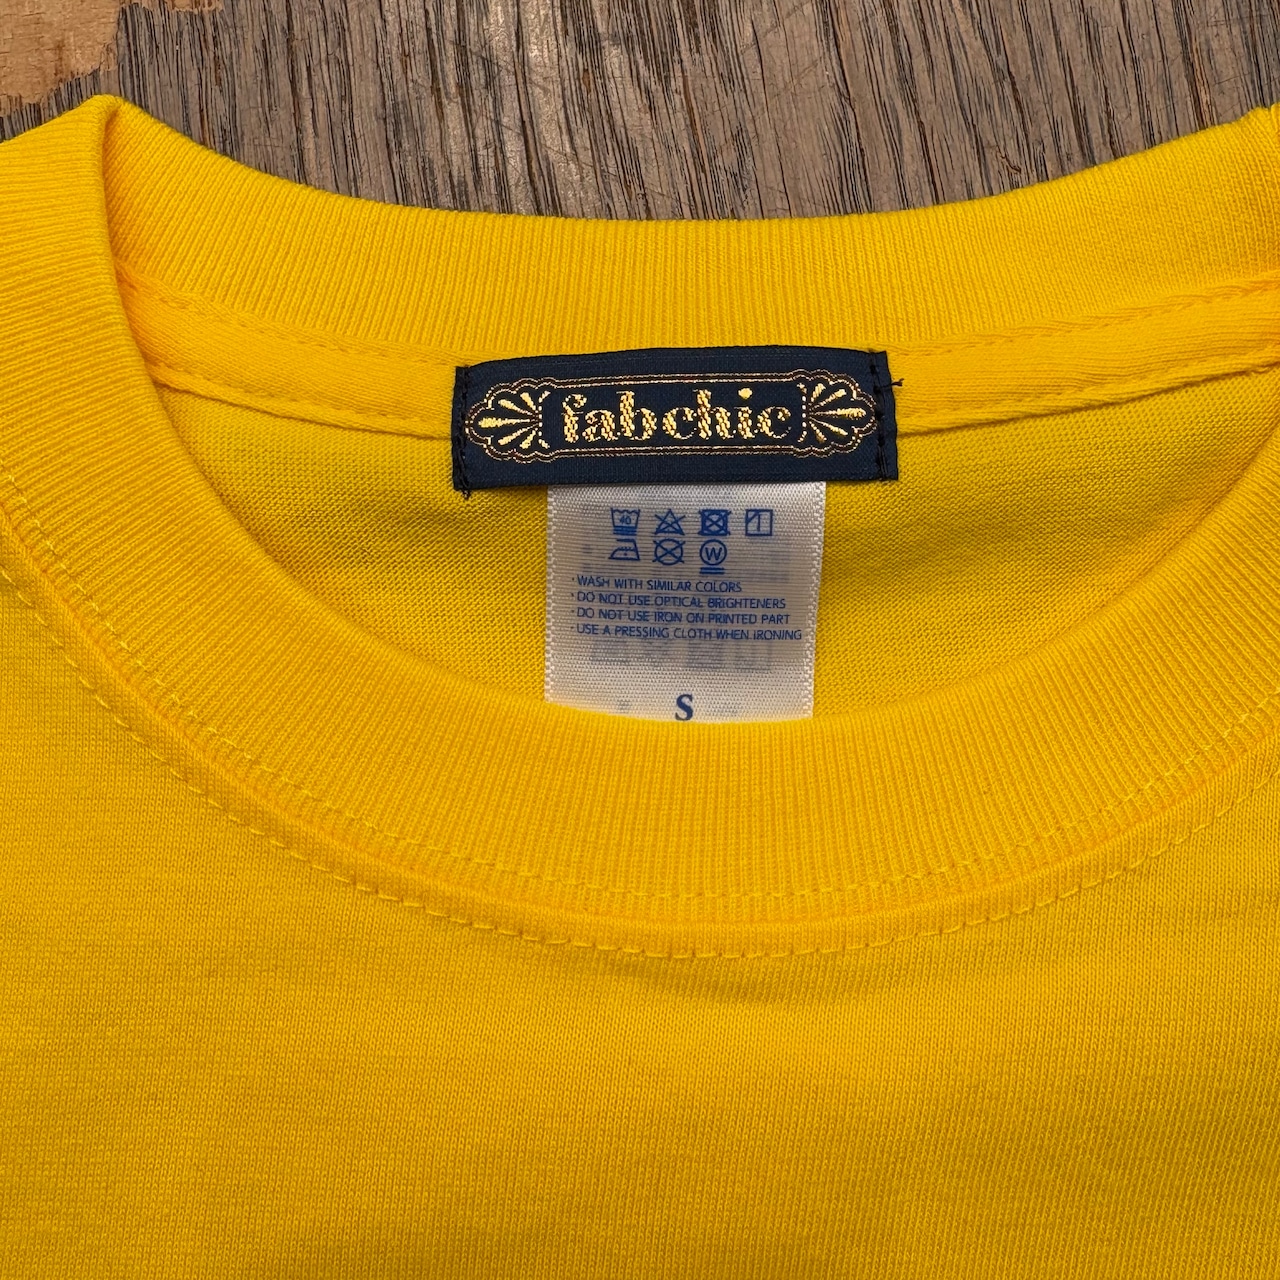 fabchic
40
W
・WASH WITH SIMILAR COLORS
・DO NOT USE OPTICAL BRIGHTENERS
・DO NOT USE IRON ON PRINTED PART
USE A PRESSING CLOTH WHEN IRONING
S